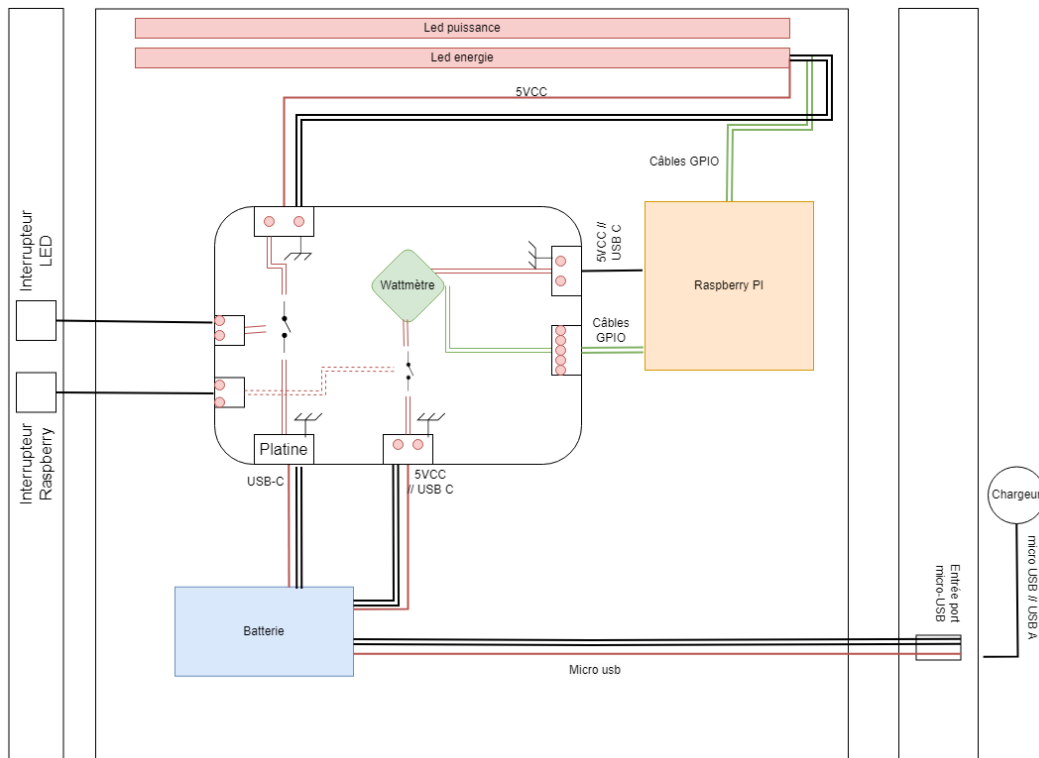 Led puissance
Led energie
5VCC
Câbles GPIO
Interrupteur
LED
5VCC //
USB C
Wattmètre
Raspberry PI
Câbles
GPIO
Interrupteur
Raspberry
Platine
USB-C
5VCC
// USB C
Chargeur
micro USB // USB A
Entrée port
micro-USB
Batterie
Micro usb